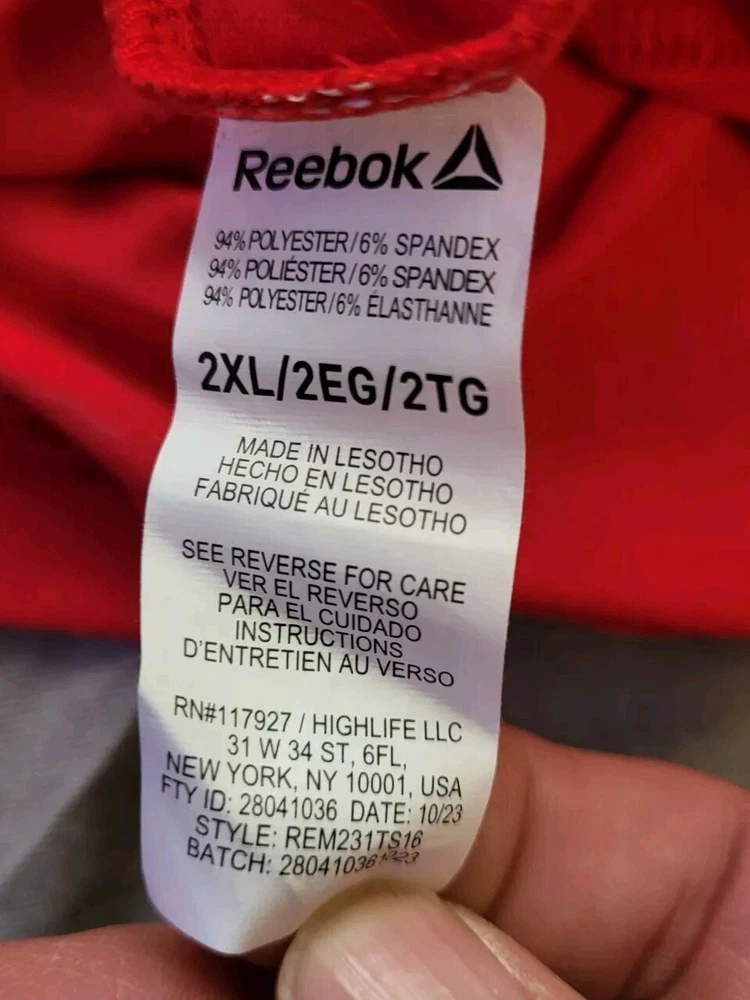 Reebok
94% POLYESTER/6% SPANDEX
94% POLIÉSTER/6% SPANDEX
94% POLYESTER/6% ÉLASTHANNE
2XL/2EG/2TG
MADE IN LESOTHO
HECHO EN LESOTHO
FABRIQUÉ AU LESOTHO
SEE REVERSE FOR CARE
VER EL REVERSO
PARA EL CUIDADO
INSTRUCTIONS
D'ENTRETIEN AU VERSO
RN#117927 / HIGHLIFE LLC
31 W 34 ST, 6FL,
NEW YORK, NY 10001, USA
FTY ID: 28041036 DATE: 10/23
STYLE: REM231TS16
BATCH: 280410361023